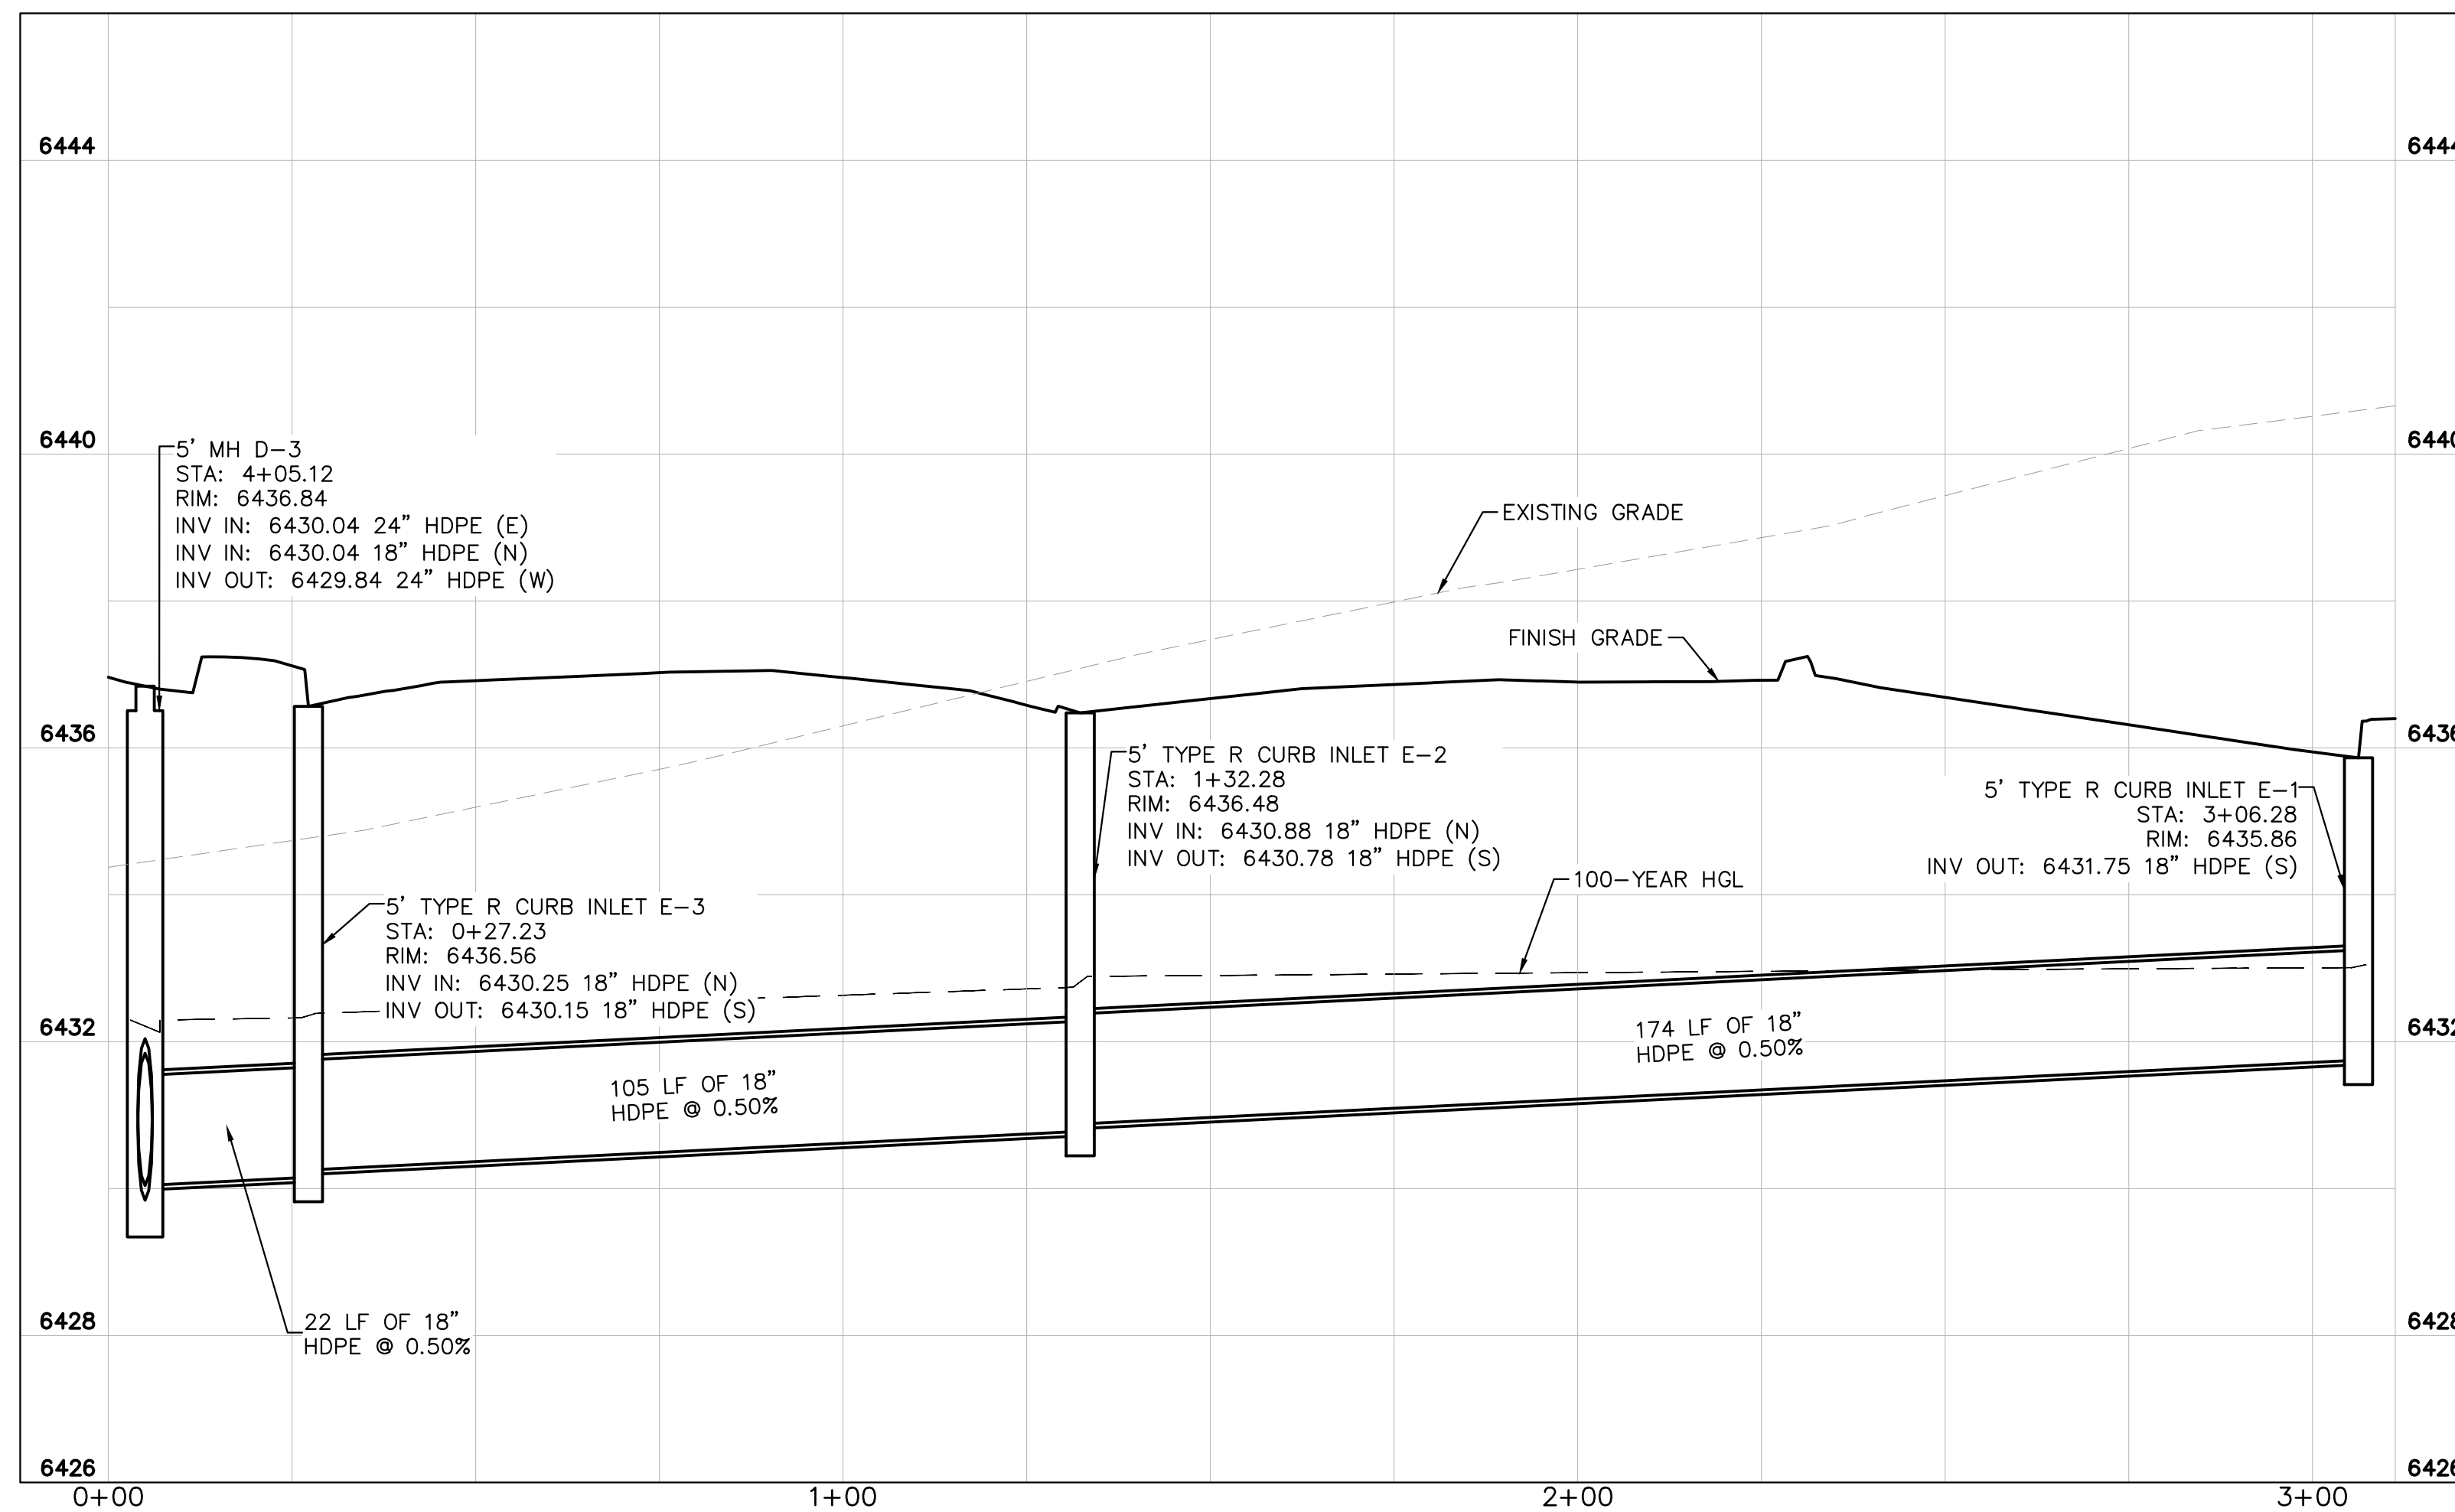 6444
6444
6440
6440
5' MH D-3
STA: 4+05.12
RIM: 6436.84
INV IN: 6430.04 24" HDPE (E)
INV IN: 6430.04 18" HDPE (N)
INV OUT: 6429.84 24" HDPE (W)
EXISTING GRADE
FINISH GRADE
6436
6436
5' TYPE R CURB INLET E-2
STA: 1+32.28
RIM: 6436.48
INV IN: 6430.88 18" HDPE (N)
INV OUT: 6430.78 18" HDPE (S)
5' TYPE R CURB INLET E-1
STA: 3+06.28
RIM: 6435.86
INV OUT: 6431.75 18" HDPE (S)
100-YEAR HGL
5' TYPE R CURB INLET E-3
STA: 0+27.23
RIM: 6436.56
INV IN: 6430.25 18" HDPE (N)
INV OUT: 6430.15 18" HDPE (S)
6432
6432
174 LF OF 18"
HDPE @ 0.50%
105 LF OF 18"
HDPE @ 0.50%
22 LF OF 18"
HDPE @ 0.50%
6428
6428
6426
6426
0+00
1+00
2+00
3+00